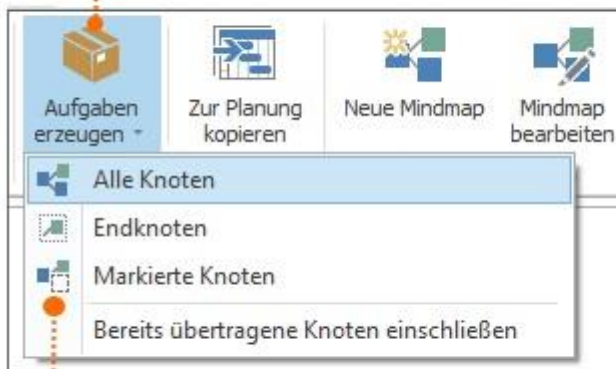 Aufgaben
erzeugen
Zur Planung
kopieren
Neue Mindmap
Mindmap
bearbeiten
Alle Knoten
Endknoten
Markierte Knoten
Bereits übertragene Knoten einschließen